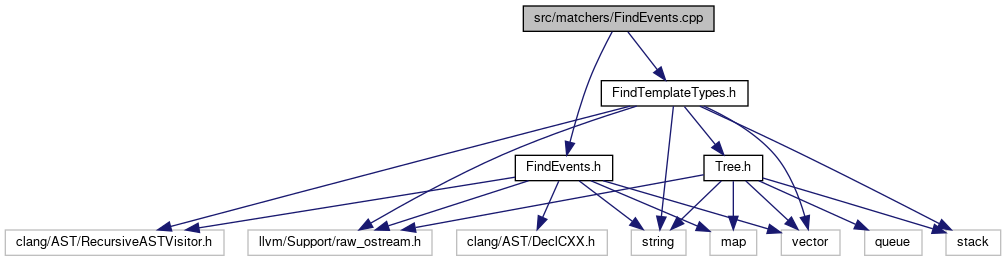 src/matchers/FindEvents.cpp
FindTemplateTypes.h
FindEvents.h
Tree.h
clang/AST/RecursiveASTVisitor.h
llvm/Support/raw_ostream.h
clang/AST/DeclCXX.h
string
map
vector
queue
stack